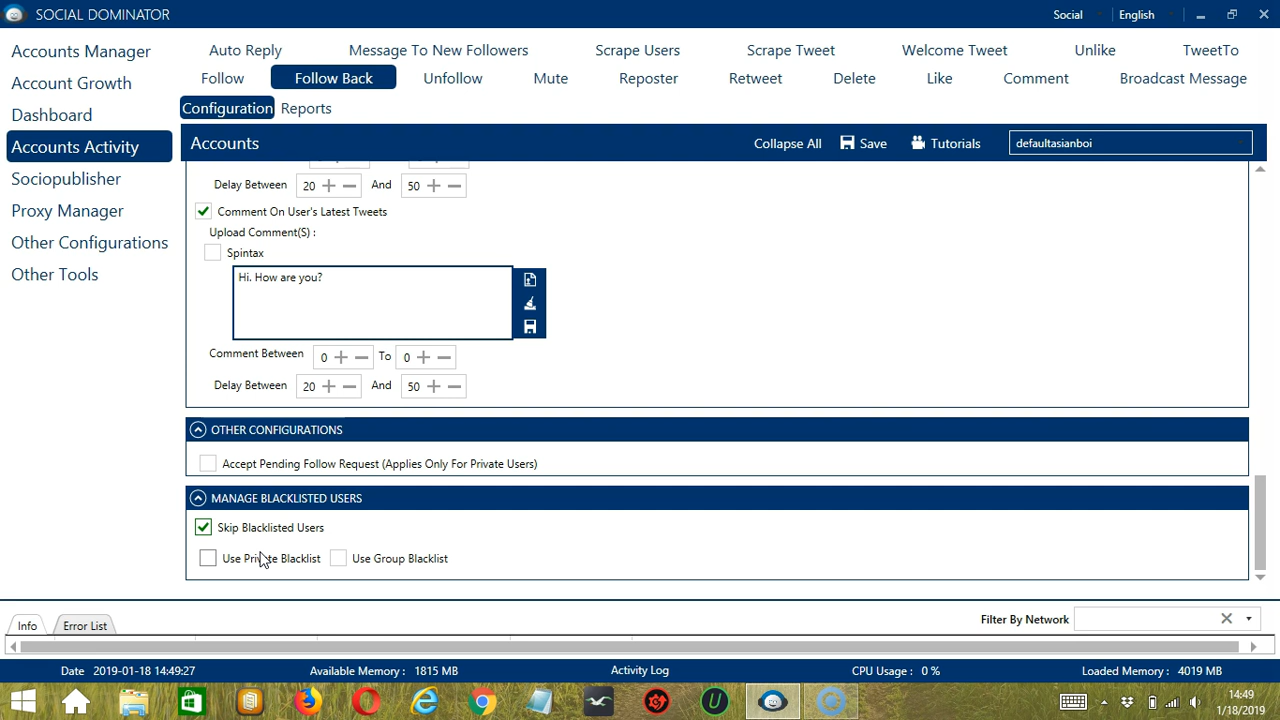 SOCIAL DOMINATOR
Social
English
Accounts Manager
Account Growth
Dashboard
Accounts Activity
Sociopublisher
Proxy Manager
Other Configurations
Other Tools
Auto Reply Message To New Followers Scrape Users Scrape Tweet Welcome Tweet Unlike TweetTo
Follow Follow Back Unfollow Mute Reposter Retweet Delete Like Comment Broadcast Message
Configuration Reports
Accounts Collapse All Save Tutorials defaultasianboi
Delay Between 20 And 50
Comment On User's Latest Tweets
Upload Comment(S) :
Spintax
Hi. How are you?
Comment Between 0 To 0
Delay Between 20 And 50
OTHER CONFIGURATIONS
Accept Pending Follow Request (Applies Only For Private Users)
MANAGE BLACKLISTED USERS
Skip Blacklisted Users
Use Private Blacklist Use Group Blacklist
Info Error List Filter By Network
Date 2019-01-18 14:49:27 Available Memory : 1815 MB Activity Log CPU Usage : 0 % Loaded Memory : 4019 MB
14:49
1/18/2019